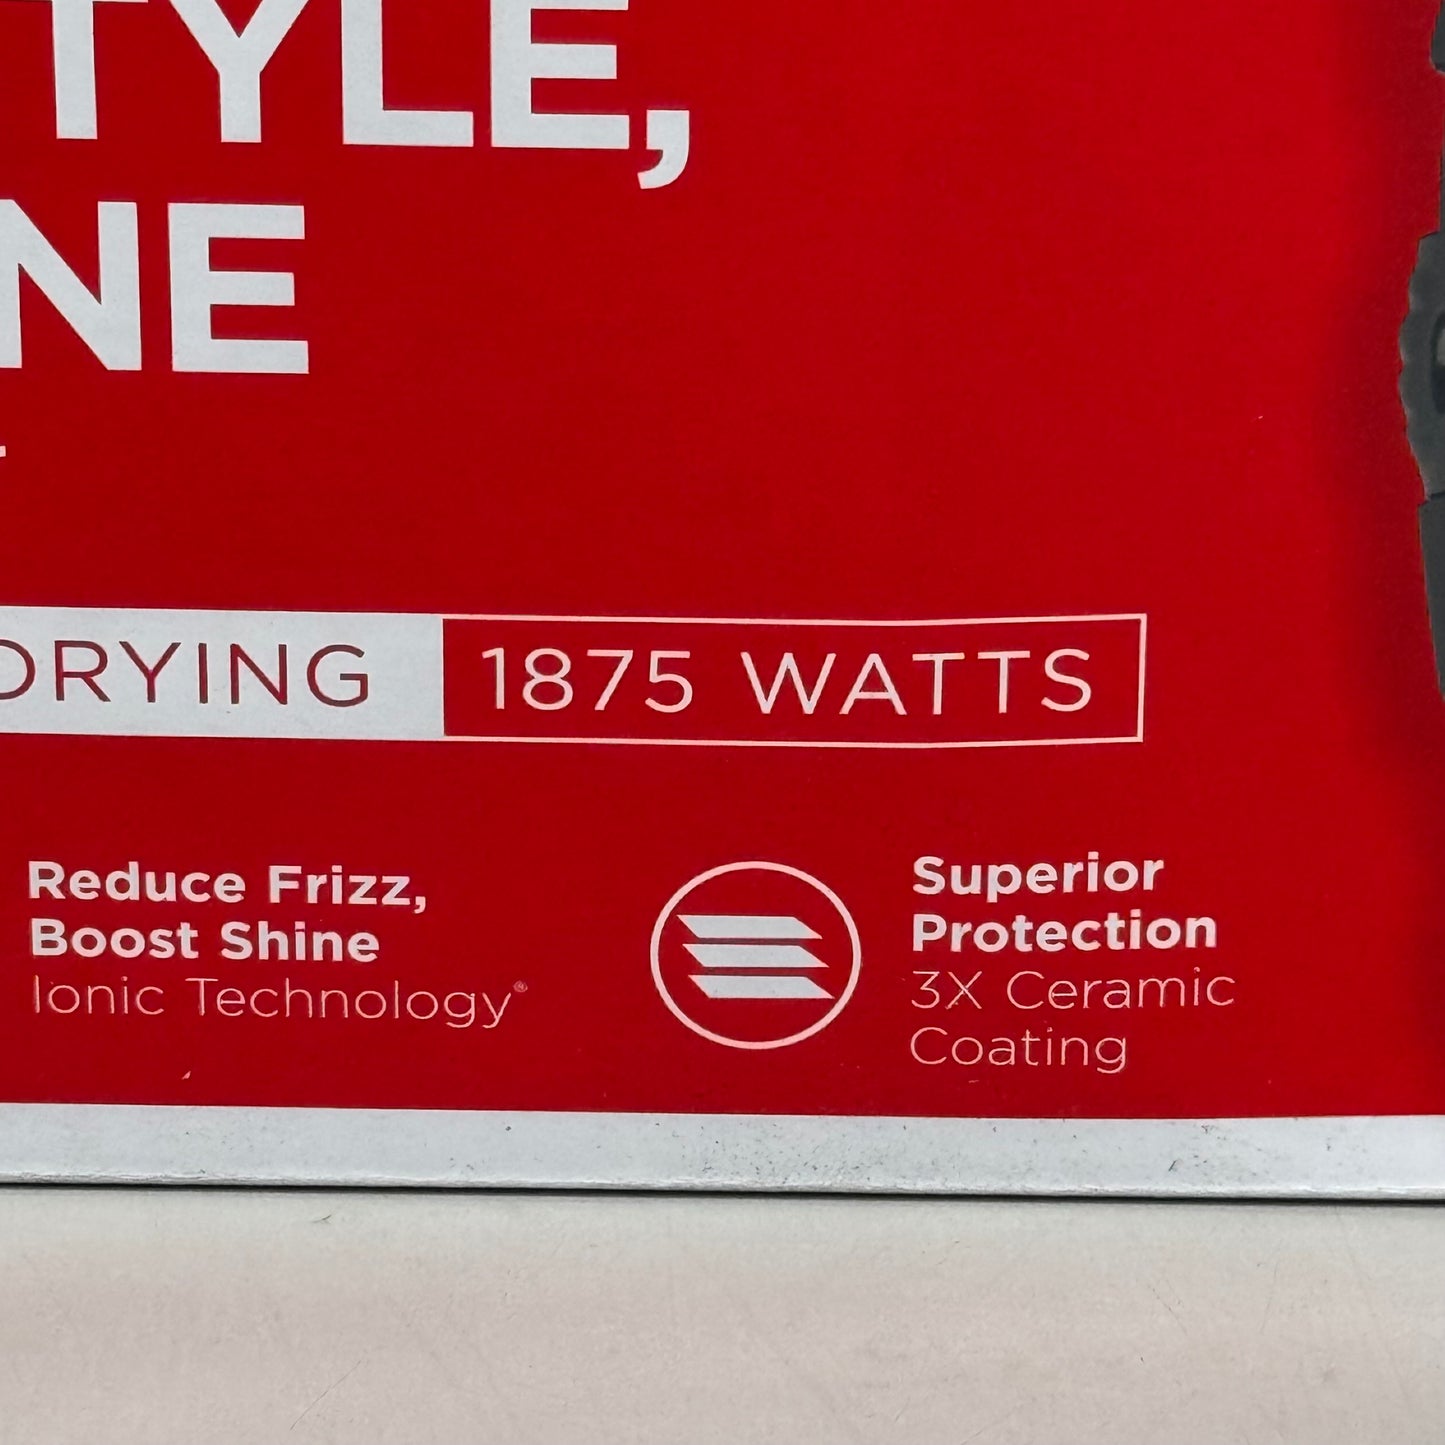 TYLE,
NE
DRYING 1875 WATTS
Reduce Frizz,
Boost Shine
Ionic Technology®
Superior
Protection
3X Ceramic
Coating